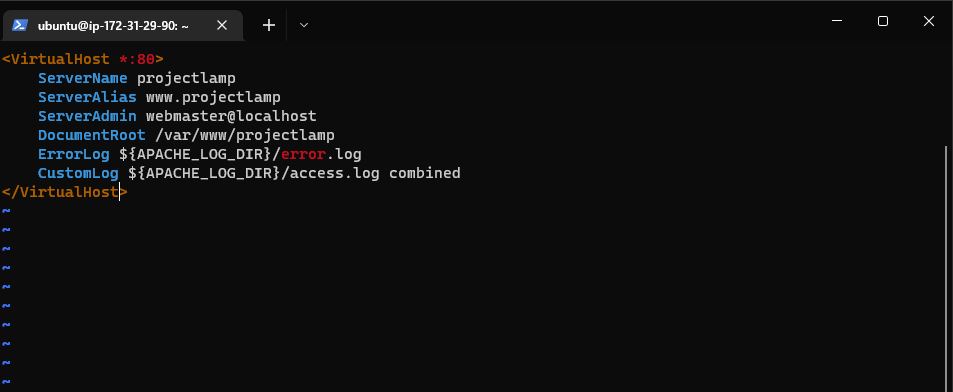 ubuntu@ip-172-31-29-90: ~
<VirtualHost *:80>
    ServerName projectlamp
    ServerAlias www.projectlamp
    ServerAdmin webmaster@localhost
    DocumentRoot /var/www/projectlamp
    ErrorLog ${APACHE_LOG_DIR}/error.log
    CustomLog ${APACHE_LOG_DIR}/access.log combined
</VirtualHost>
~
~
~
~
~
~
~
~
~
~